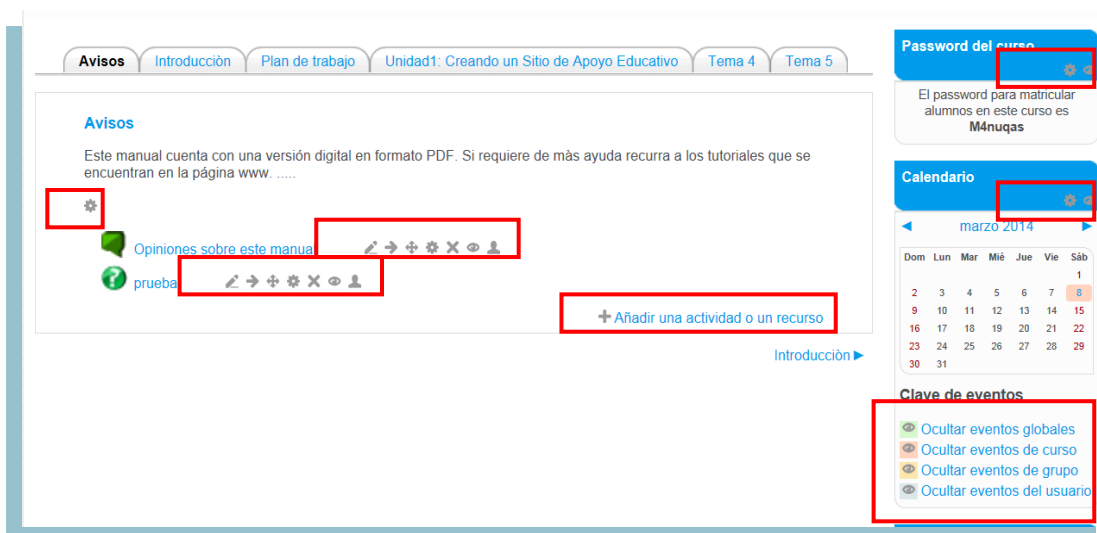 Avisos Introducciòn Plan de trabajo Unidad1: Creando un Sitio de Apoyo Educativo Tema 4 Tema 5
Avisos
Este manual cuenta con una versión digital en formato PDF. Si requiere de màs ayuda recurra a los tutoriales que se
encuentran en la página www. .....
Opiniones sobre este manual
prueba
Añadir una actividad o un recurso
Introducciòn
Password del curso
El password para matricular
alumnos en este curso es
M4nuqas
Calendario
marzo 2014
Dom Lun Mar Mié Jue Vie Sáb
1
2 3 4 5 6 7 8
9 10 11 12 13 14 15
16 17 18 19 20 21 22
23 24 25 26 27 28 29
30 31
Clave de eventos
Ocultar eventos globales
Ocultar eventos de curso
Ocultar eventos de grupo
Ocultar eventos del usuario